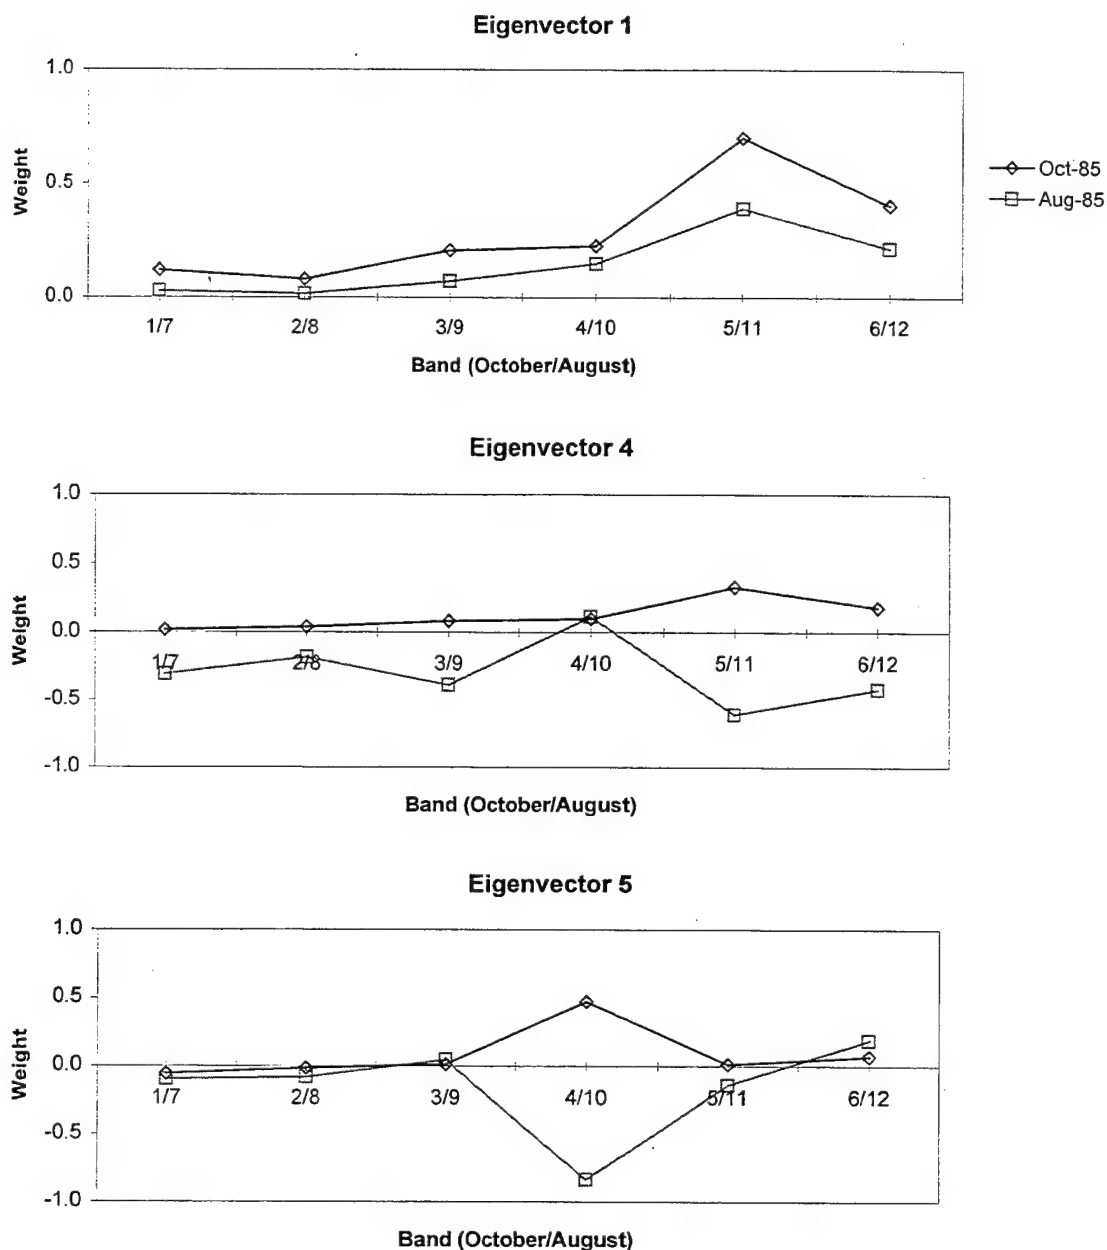 Eigenvector 1
1.0
0.5
0.0
Weight
1/7 2/8 3/9 4/10 5/11 6/12
Band (October/August)
Oct-85
Aug-85
Eigenvector 4
1.0
0.5
0.0
-0.5
-1.0
Weight
1/7 2/8 3/9 4/10 5/11 6/12
Band (October/August)
Eigenvector 5
1.0
0.5
0.0
-0.5
-1.0
Weight
1/7 2/8 3/9 4/10 5/11 6/12
Band (October/August)